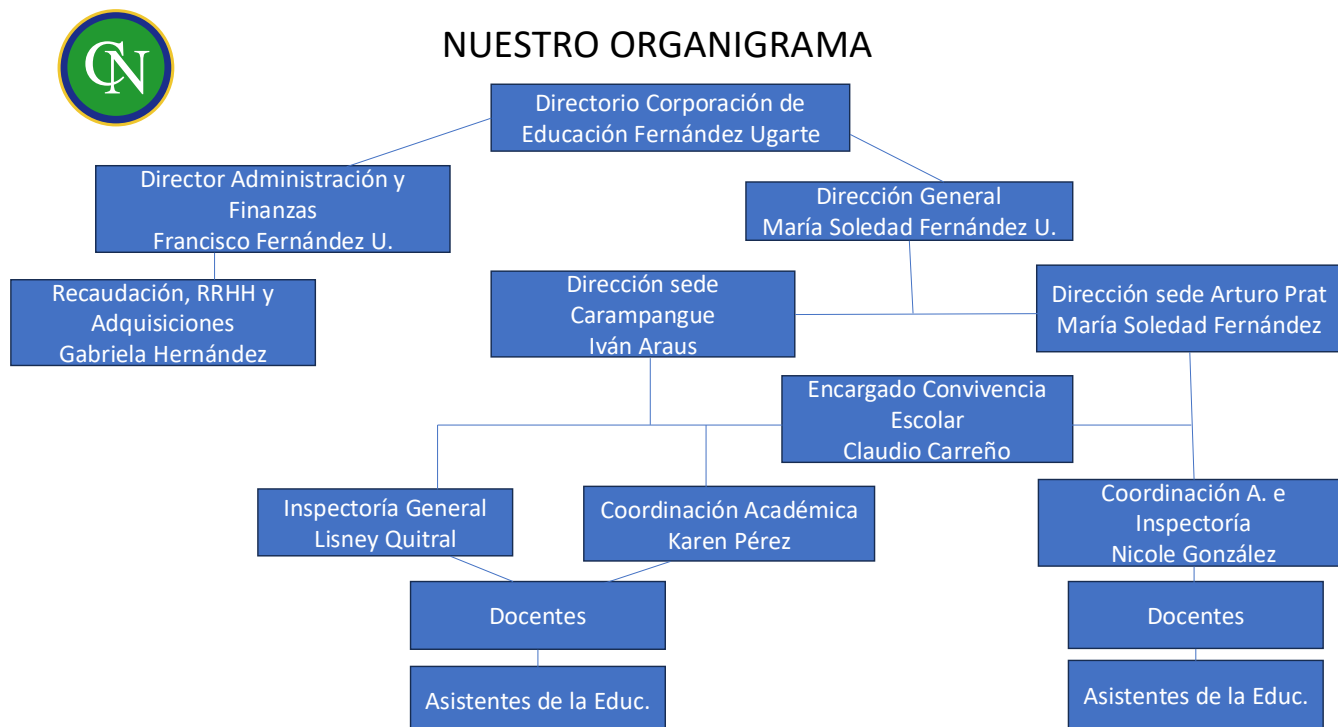 CN
NUESTRO ORGANIGRAMA
Directorio Corporación de
Educación Fernández Ugarte
Director Administración y
Finanzas
Francisco Fernández U.
Dirección General
María Soledad Fernández U.
Recaudación, RRHH y
Adquisiciones
Gabriela Hernández
Dirección sede
Carampangue
Iván Araus
Dirección sede Arturo Prat
María Soledad Fernández
Encargado Convivencia
Escolar
Claudio Carreño
Inspectoría General
Lisney Quitral
Coordinación Académica
Karen Pérez
Coordinación A. e
Inspectoría
Nicole González
Docentes
Docentes
Asistentes de la Educ.
Asistentes de la Educ.